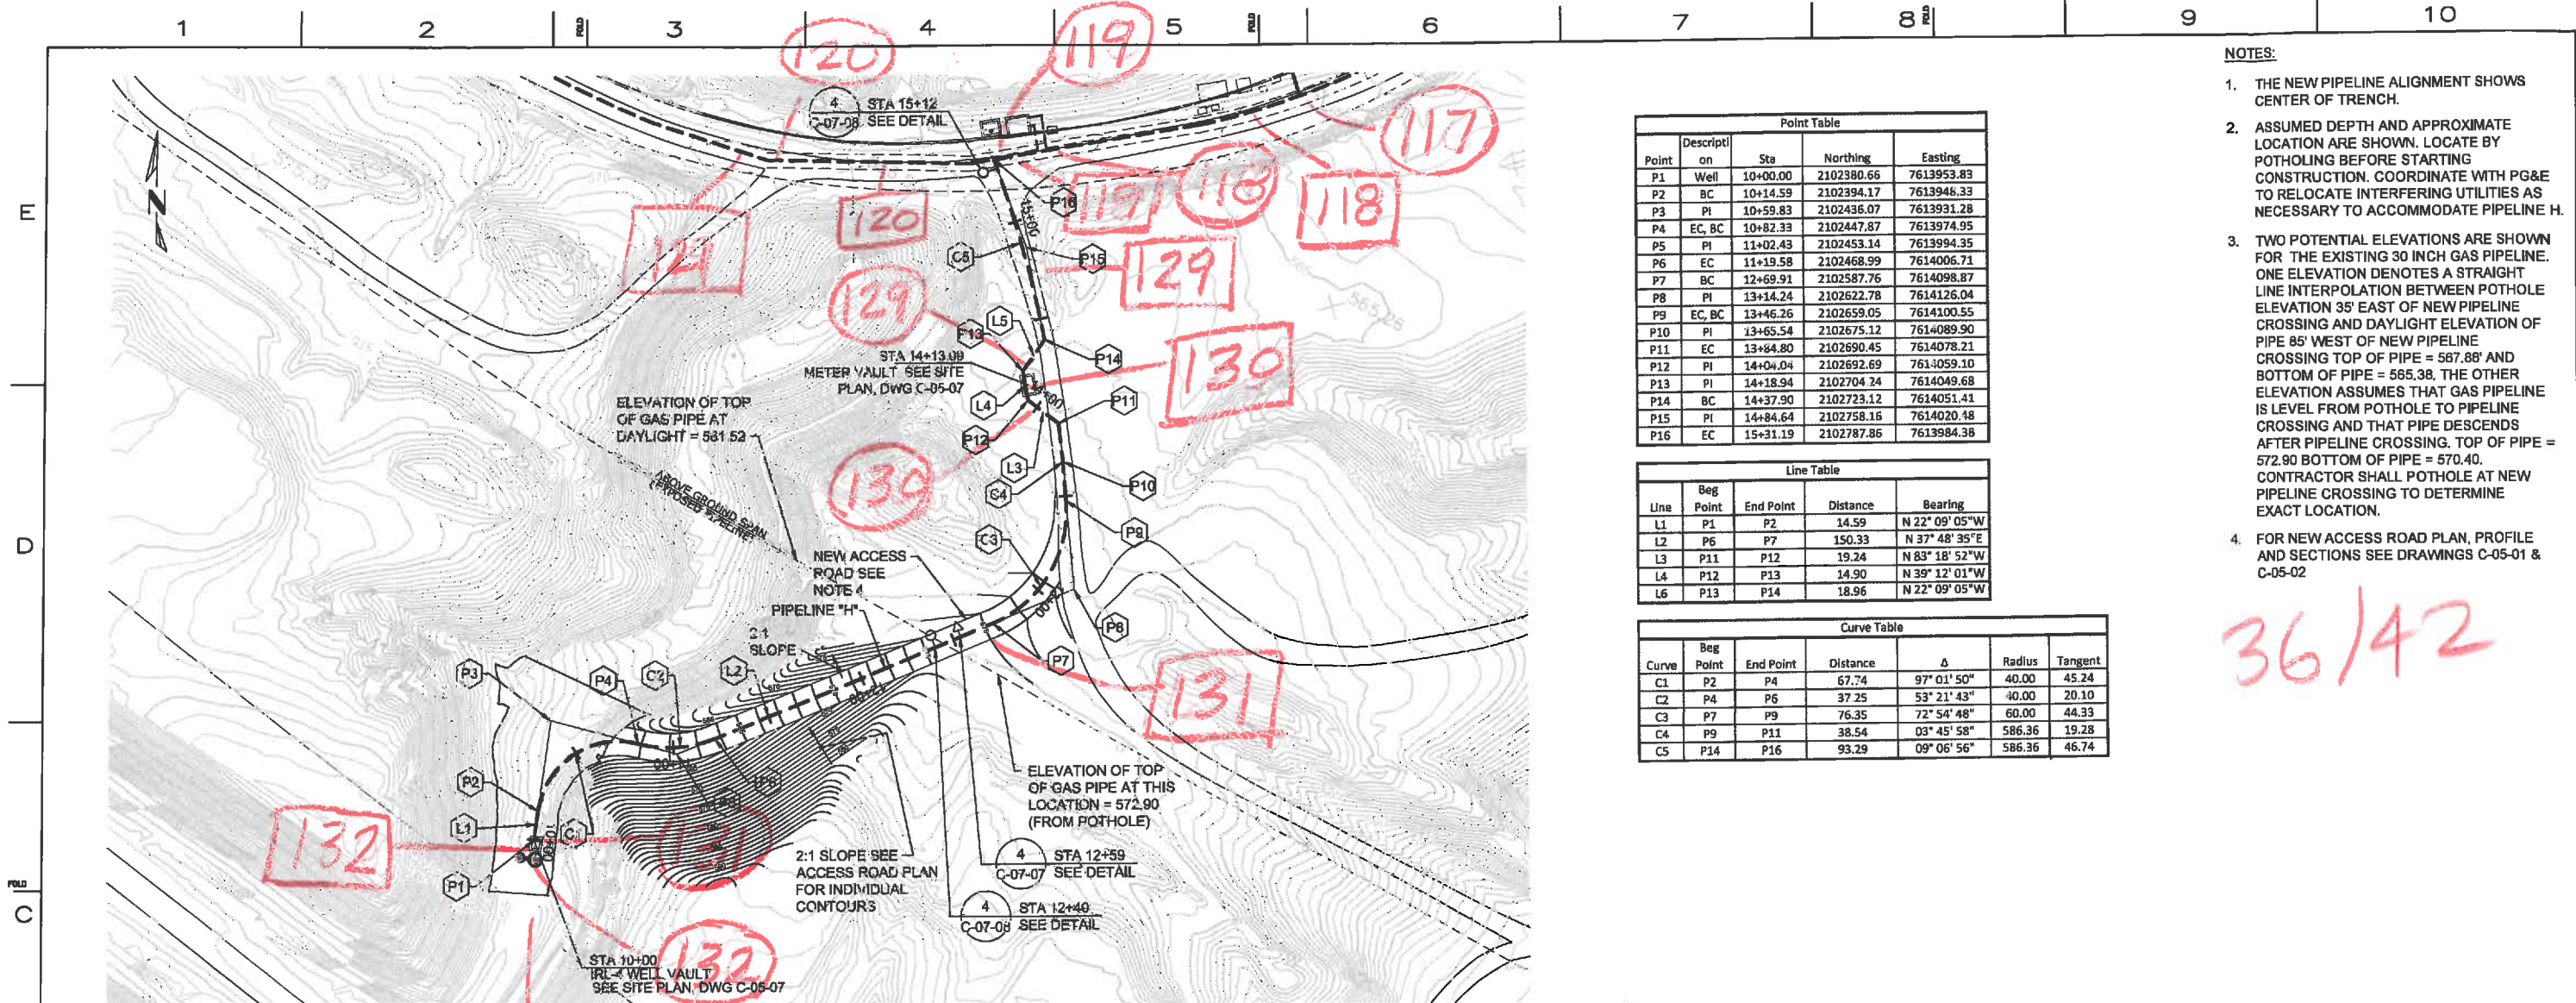 1 2 FOLD 3 4 5 FOLD 6 7 8 FOLD 9 10
E
D
FOLD
C
120
119
117
4
C-07-08
STA 15+12
SEE DETAIL
N
P16
119
118
118
15+00
120
121
C5
P15
129
129
L5
P13
P14
130
STA 14+13.09
METER VAULT SEE SITE
PLAN, DWG C-05-07
L4
P11
P12
ELEVATION OF TOP
OF GAS PIPE AT
DAYLIGHT = 581.52
L3
130
C4
P10
ABOVE GROUND SPAN
(EXPOSED PIPELINE)
P9
C3
NEW ACCESS
ROAD SEE
NOTE 4
PIPELINE "H"
2:1
SLOPE
P8
P7
131
P3
P4
C2
L2
P2
L1
C1
132
P1
ELEVATION OF TOP
OF GAS PIPE AT THIS
LOCATION = 572.90
(FROM POTHOLE)
2:1 SLOPE SEE
ACCESS ROAD PLAN
FOR INDIVIDUAL
CONTOURS
4
C-07-07
STA 12+59
SEE DETAIL
4
C-07-08
STA 12+40
SEE DETAIL
132
STA 10+00
IRL-4 WELL VAULT
SEE SITE PLAN, DWG C-05-07
Point Table
Point Descripti on Sta Northing Easting
P1 Well 10+00.00 2102380.66 7613953.83
P2 BC 10+14.59 2102394.17 7613948.33
P3 PI 10+59.83 2102436.07 7613931.28
P4 EC, BC 10+82.33 2102447.87 7613974.95
P5 PI 11+02.43 2102453.14 7613994.35
P6 EC 11+19.58 2102468.99 7614006.71
P7 BC 12+69.91 2102587.76 7614098.87
P8 PI 13+14.24 2102622.78 7614126.04
P9 EC, BC 13+46.26 2102659.05 7614100.55
P10 PI 13+65.54 2102675.12 7614089.90
P11 EC 13+84.80 2102690.45 7614078.21
P12 PI 14+04.04 2102692.69 7614059.10
P13 PI 14+18.94 2102704.24 7614049.68
P14 BC 14+37.90 2102723.12 7614051.41
P15 PI 14+84.64 2102758.16 7614020.48
P16 EC 15+31.19 2102787.86 7613984.38
Line Table
Line Beg Point End Point Distance Bearing
L1 P1 P2 14.59 N 22° 09' 05"W
L2 P6 P7 150.33 N 37° 48' 35"E
L3 P11 P12 19.24 N 83° 18' 52"W
L4 P12 P13 14.90 N 39° 12' 01"W
L6 P13 P14 18.96 N 22° 09' 05"W
Curve Table
Curve Beg Point End Point Distance Δ Radius Tangent
C1 P2 P4 67.74 97° 01' 50" 40.00 45.24
C2 P4 P6 37.25 53° 21' 43" 40.00 20.10
C3 P7 P9 76.35 72° 54' 48" 60.00 44.33
C4 P9 P11 38.54 03° 45' 58" 586.36 19.28
C5 P14 P16 93.29 09° 06' 56" 586.36 46.74
NOTES:
1. THE NEW PIPELINE ALIGNMENT SHOWS
CENTER OF TRENCH.
2. ASSUMED DEPTH AND APPROXIMATE
LOCATION ARE SHOWN. LOCATE BY
POTHOLING BEFORE STARTING
CONSTRUCTION. COORDINATE WITH PG&E
TO RELOCATE INTERFERING UTILITIES AS
NECESSARY TO ACCOMMODATE PIPELINE H.
3. TWO POTENTIAL ELEVATIONS ARE SHOWN
FOR THE EXISTING 30 INCH GAS PIPELINE.
ONE ELEVATION DENOTES A STRAIGHT
LINE INTERPOLATION BETWEEN POTHOLE
ELEVATION 35' EAST OF NEW PIPELINE
CROSSING AND DAYLIGHT ELEVATION OF
PIPE 85' WEST OF NEW PIPELINE
CROSSING TOP OF PIPE = 567.88' AND
BOTTOM OF PIPE = 565.38. THE OTHER
ELEVATION ASSUMES THAT GAS PIPELINE
IS LEVEL FROM POTHOLE TO PIPELINE
CROSSING AND THAT PIPE DESCENDS
AFTER PIPELINE CROSSING. TOP OF PIPE =
572.90 BOTTOM OF PIPE = 570.40.
CONTRACTOR SHALL POTHOLE AT NEW
PIPELINE CROSSING TO DETERMINE
EXACT LOCATION.
4. FOR NEW ACCESS ROAD PLAN, PROFILE
AND SECTIONS SEE DRAWINGS C-05-01 &
C-05-02
36/42